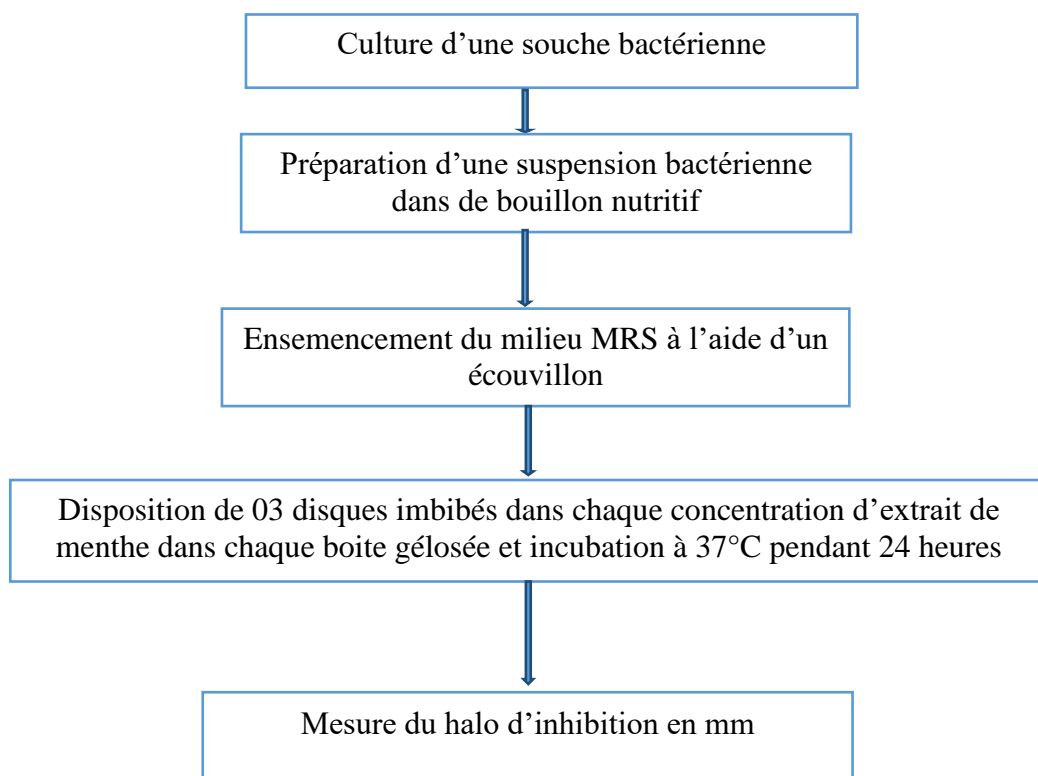 Culture d’une souche bactérienne
Préparation d’une suspension bactérienne
dans de bouillon nutritif
Ensemencement du milieu MRS à l’aide d’un
écouvillon
Disposition de 03 disques imbibés dans chaque concentration d’extrait de
menthe dans chaque boite gélosée et incubation à 37°C pendant 24 heures
Mesure du halo d’inhibition en mm